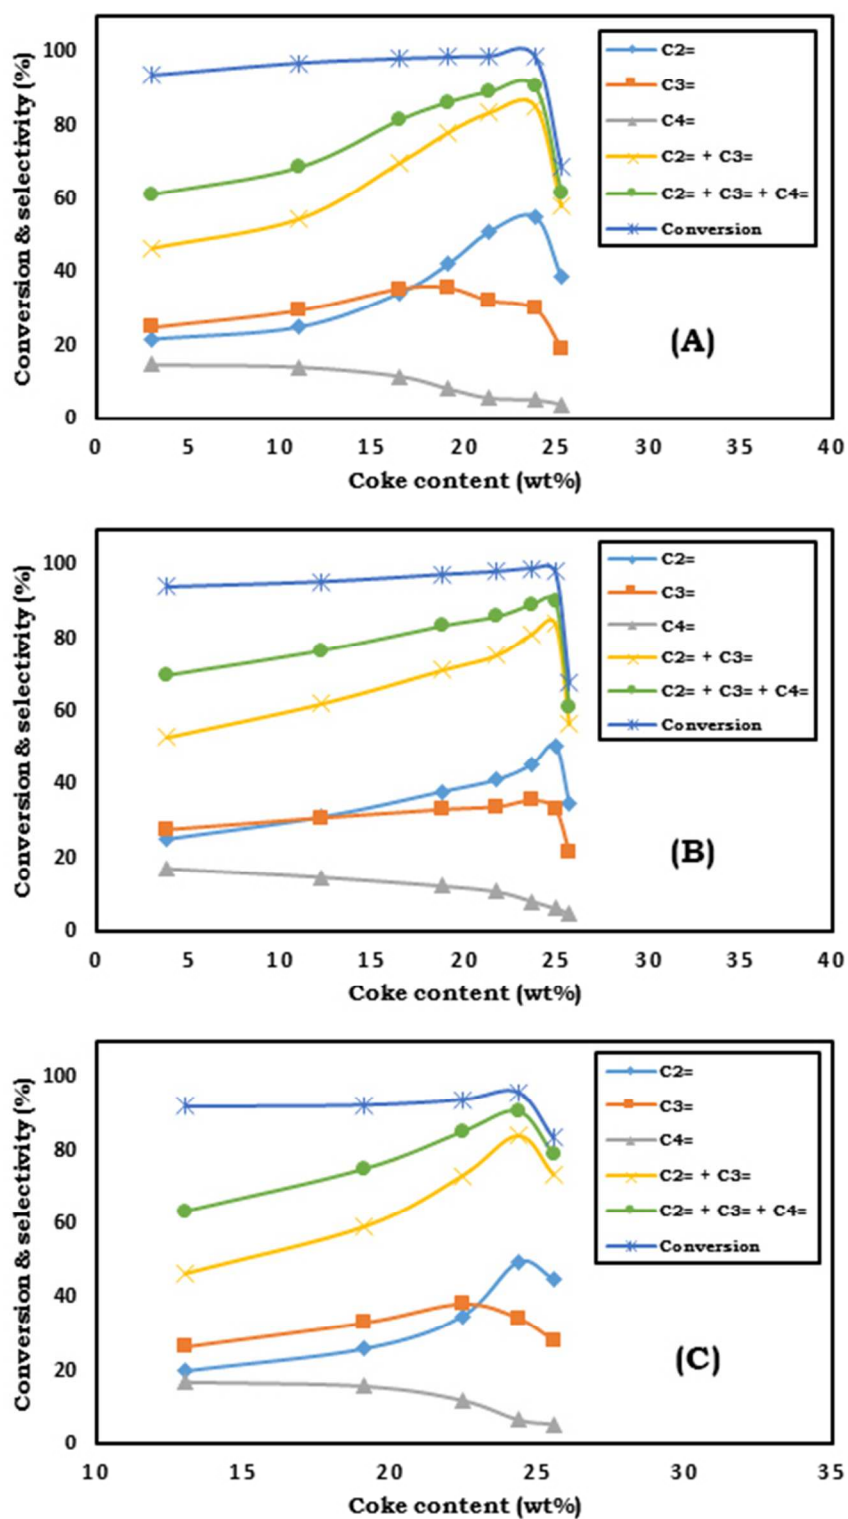 100
80
60
40
20
0
Conversion & selectivity (%)
C2=
C3=
C4=
C2= + C3=
C2= + C3= + C4=
Conversion
(A)
0 5 10 15 20 25 30 35 40
Coke content (wt%)
100
80
60
40
20
0
Conversion & selectivity (%)
C2=
C3=
C4=
C2= + C3=
C2= + C3= + C4=
Conversion
(B)
0 5 10 15 20 25 30 35 40
Coke content (wt%)
100
80
60
40
20
0
Conversion & selectivity (%)
C2=
C3=
C4=
C2= + C3=
C2= + C3= + C4=
Conversion
(C)
10 15 20 25 30 35
Coke content (wt%)